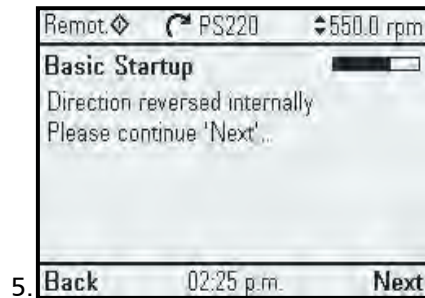 Remot. PS220 550.0 rpm
Basic Startup
Direction reversed internally
Please continue 'Next'...
5. Back 02:25 p.m. Next